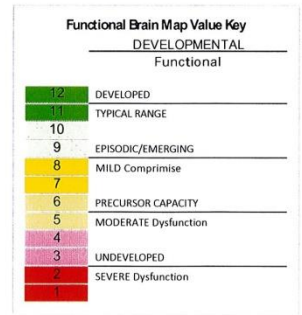 Functional Brain Map Value Key
DEVELOPMENTAL
Functional
12 DEVELOPED
11 TYPICAL RANGE
10
9 EPISODIC/EMERGING
8 MILD Comprimise
7
6 PRECURSOR CAPACITY
5 MODERATE Dysfunction
4
3 UNDEVELOPED
2 SEVERE Dysfunction
1